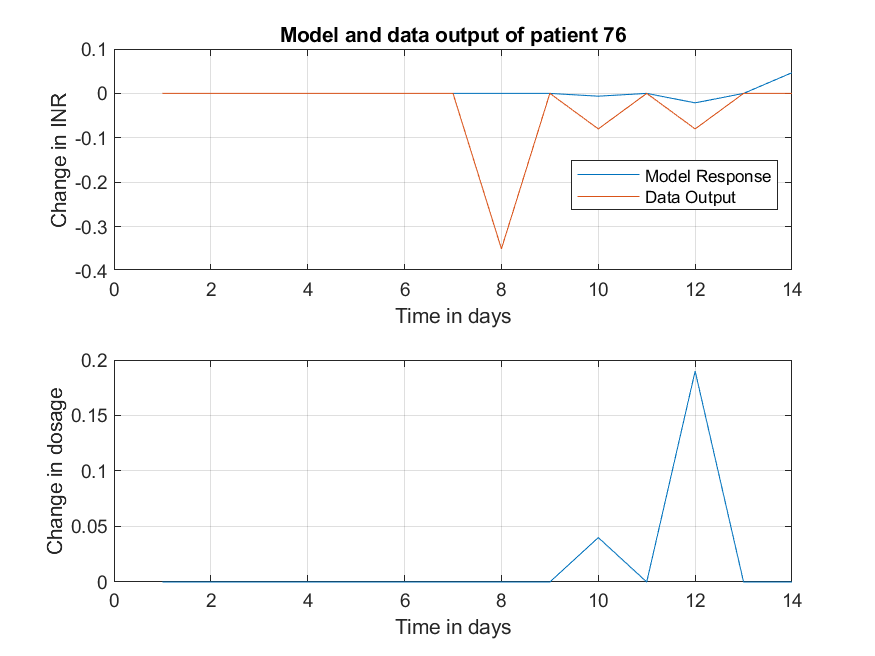 Model and data output of patient 76
0.1
0
-0.1
-0.2
-0.3
-0.4
Change in INR
Model Response
Data Output
0 2 4 6 8 10 12 14
Time in days
0.2
0.15
0.1
0.05
0
Change in dosage
0 2 4 6 8 10 12 14
Time in days